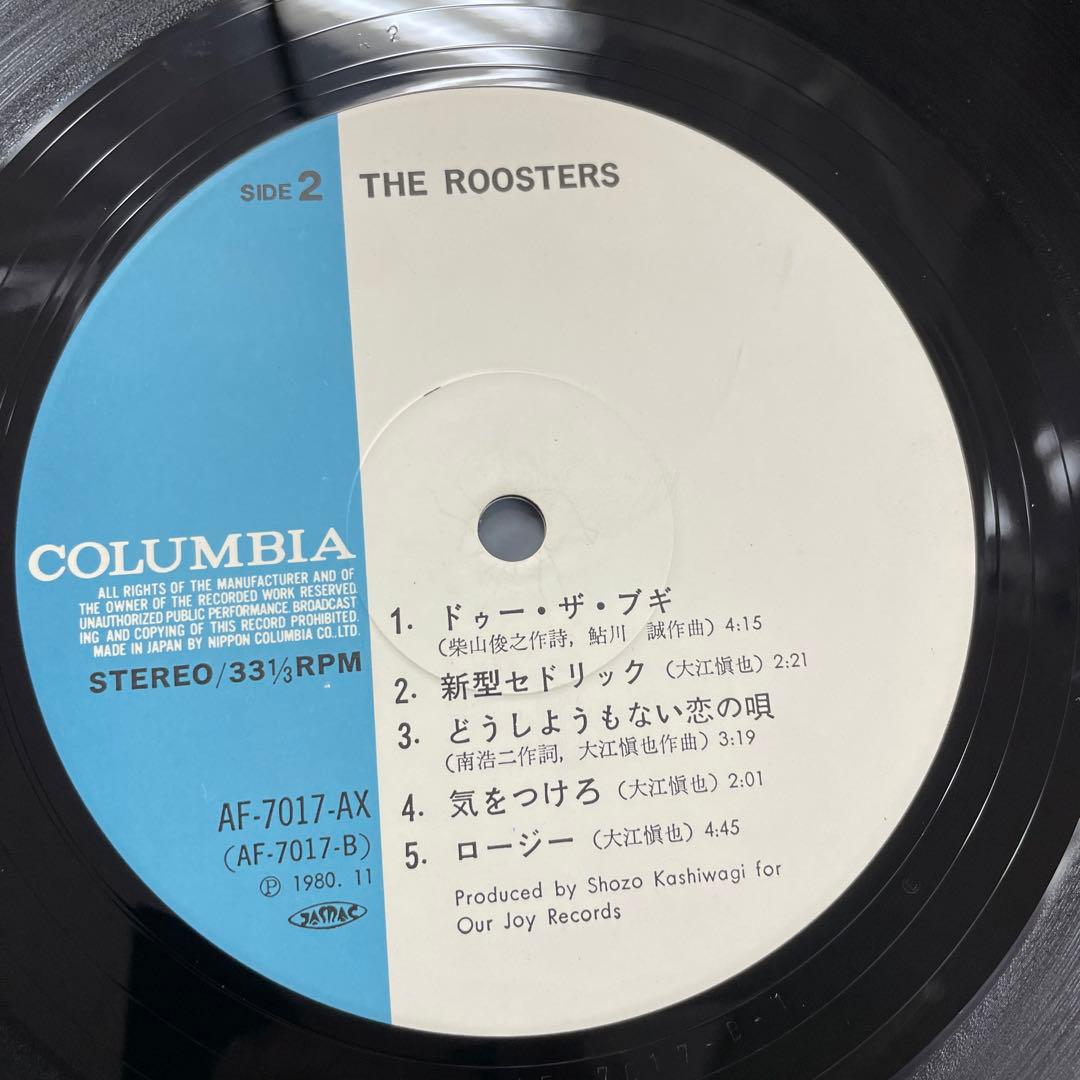 SIDE 2
THE ROOSTERS
COLUMBIA
ALL RIGHTS OF THE MANUFACTURER AND OF
THE OWNER OF THE RECORDED WORK RESERVED.
UNAUTHORIZED PUBLIC PERFORMANCE. BROADCAST
ING AND COPYING OF THIS RECORD PROHIBITED.
MADE IN JAPAN BY NIPPON COLUMBIA CO., LTD.
STEREO/33⅓RPM
AF-7017-AX
(AF-7017-B)
Ⓟ 1980. 11
JASRAC
1. ドゥー・ザ・ブギ
(柴山俊之作詩, 鮎川 誠作曲) 4:15
2. 新型セドリック (大江愼也) 2:21
3. どうしようもない恋の唄
(南浩二作詞, 大江愼也作曲) 3:19
4. 気をつけろ (大江愼也) 2:01
5. ロージー (大江愼也) 4:45
Produced by Shozo Kashiwagi for
Our Joy Records